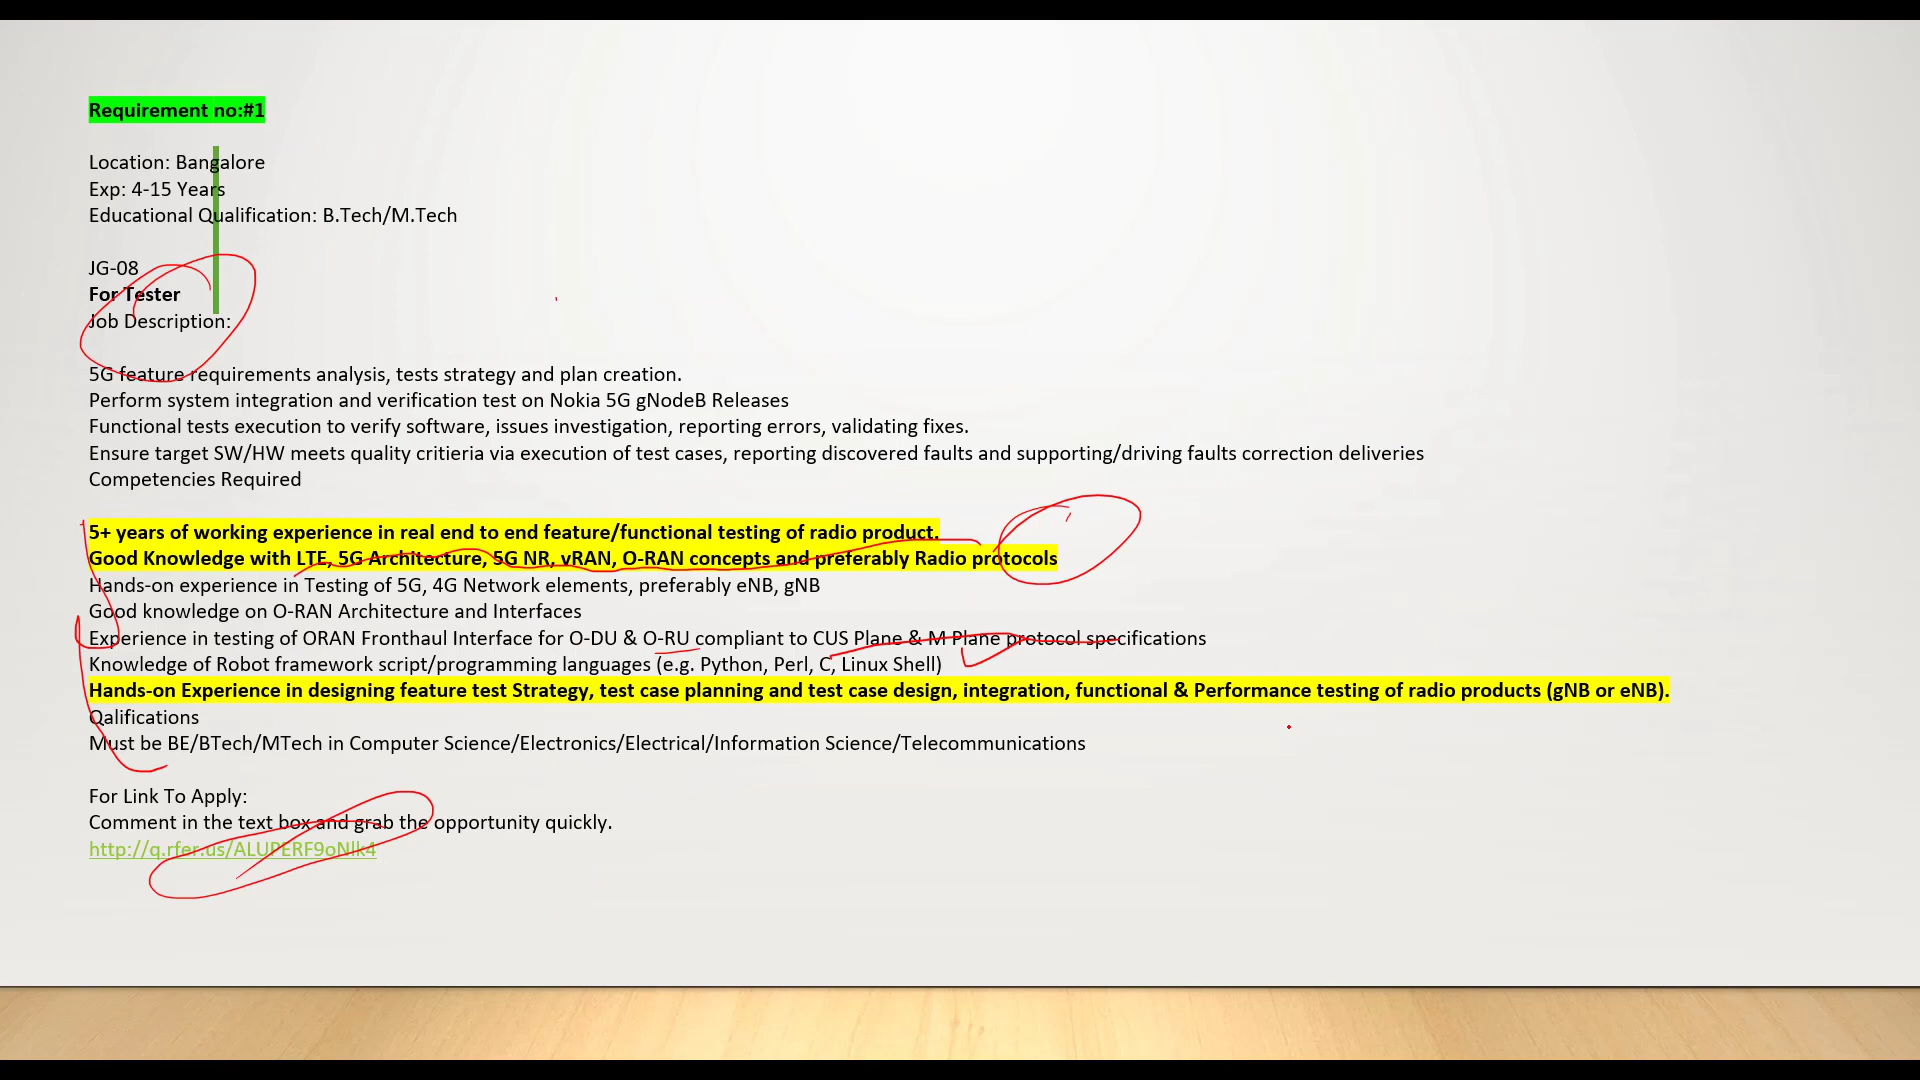 Requirement no:#1
Location: Bangalore
Exp: 4-15 Years
Educational Qualification: B.Tech/M.Tech
JG-08
For Tester
Job Description:
5G feature requirements analysis, tests strategy and plan creation.
Perform system integration and verification test on Nokia 5G gNodeB Releases
Functional tests execution to verify software, issues investigation, reporting errors, validating fixes.
Ensure target SW/HW meets quality critieria via execution of test cases, reporting discovered faults and supporting/driving faults correction deliveries
Competencies Required
5+ years of working experience in real end to end feature/functional testing of radio product.
Good Knowledge with LTE, 5G Architecture, 5G NR, vRAN, O-RAN concepts and preferably Radio protocols
Hands-on experience in Testing of 5G, 4G Network elements, preferably eNB, gNB
Good knowledge on O-RAN Architecture and Interfaces
Experience in testing of ORAN Fronthaul Interface for O-DU & O-RU compliant to CUS Plane & M Plane protocol specifications
Knowledge of Robot framework script/programming languages (e.g. Python, Perl, C, Linux Shell)
Hands-on Experience in designing feature test Strategy, test case planning and test case design, integration, functional & Performance testing of radio products (gNB or eNB).
Qalifications
Must be BE/BTech/MTech in Computer Science/Electronics/Electrical/Information Science/Telecommunications
For Link To Apply:
Comment in the text box and grab the opportunity quickly.
http://q.rfer.us/ALUPERF9oNlk4